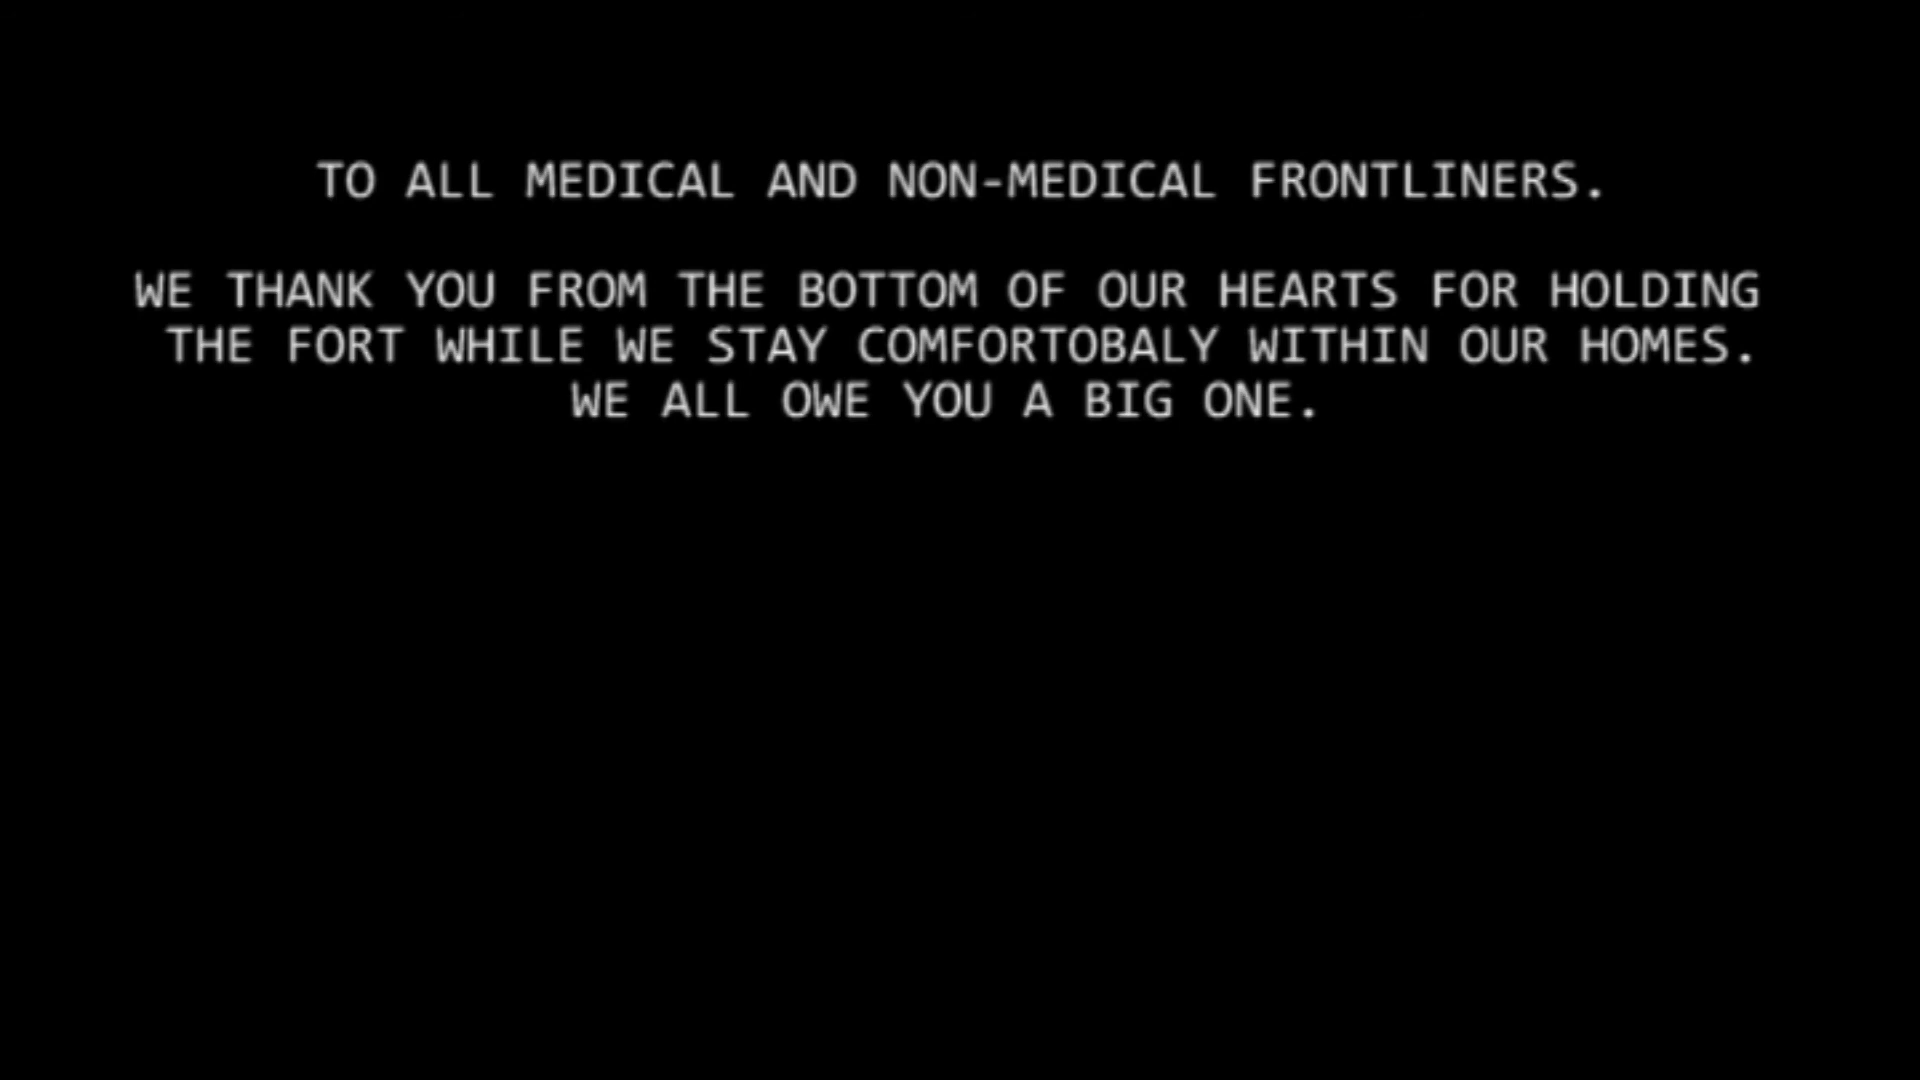 TO ALL MEDICAL AND NON-MEDICAL FRONTLINERS.
WE THANK YOU FROM THE BOTTOM OF OUR HEARTS FOR HOLDING
THE FORT WHILE WE STAY COMFORTOBALY WITHIN OUR HOMES.
WE ALL OWE YOU A BIG ONE.